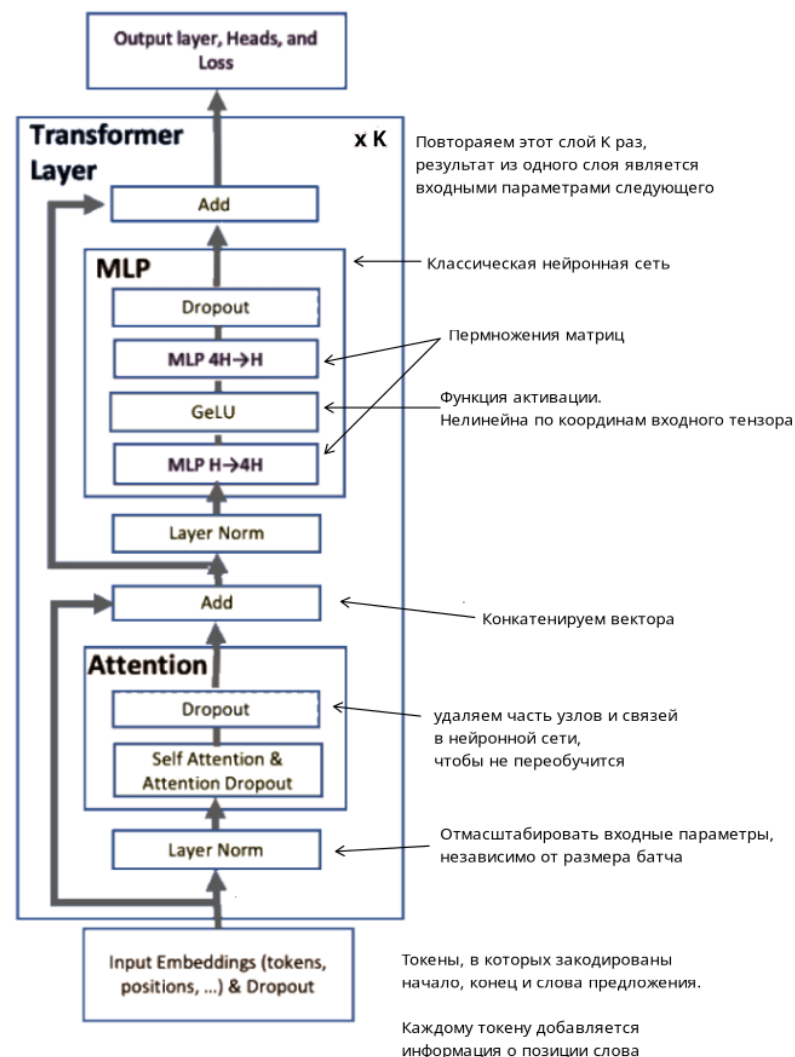 Output layer, Heads, and
Loss
Transformer
Layer
x K
Повтораяем этот слой K раз,
результат из одного слоя является
входными параметрами следующего
Add
MLP
Классическая нейронная сеть
Dropout
Пермножения матриц
MLP 4H→H
Функция активации.
Нелинейна по координам входного тензора
GeLU
MLP H→4H
Layer Norm
Add
Конкатенируем вектора
Attention
Dropout
удаляем часть узлов и связей
в нейронной сети,
чтобы не переобучится
Self Attention &
Attention Dropout
Отмасштабировать входные параметры,
независимо от размера батча
Layer Norm
Input Embeddings (tokens,
positions, ...) & Dropout
Токены, в которых закодированы
начало, конец и слова предложения.
Каждому токену добавляется
информация о позиции слова